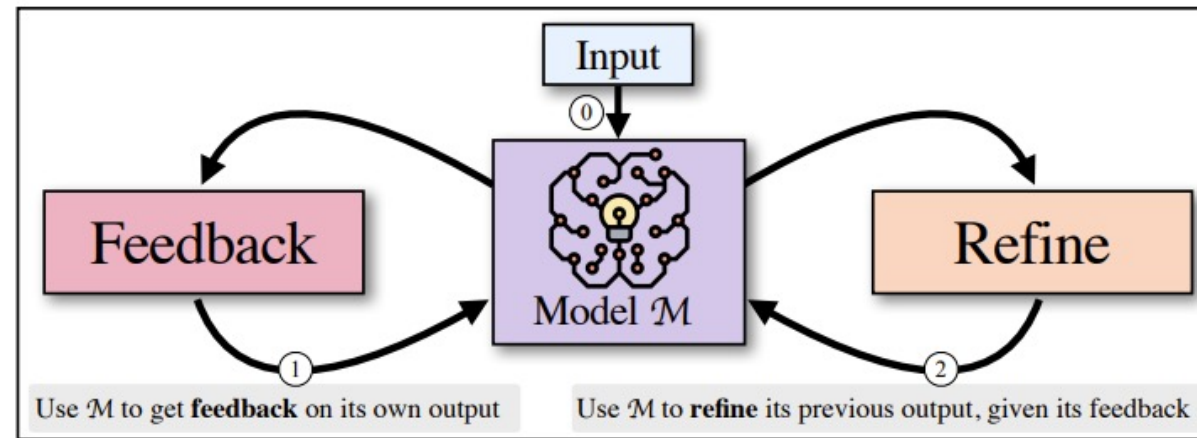 Input
0
Feedback
Model ℳ
Refine
1
2
Use ℳ to get feedback on its own output
Use ℳ to refine its previous output, given its feedback